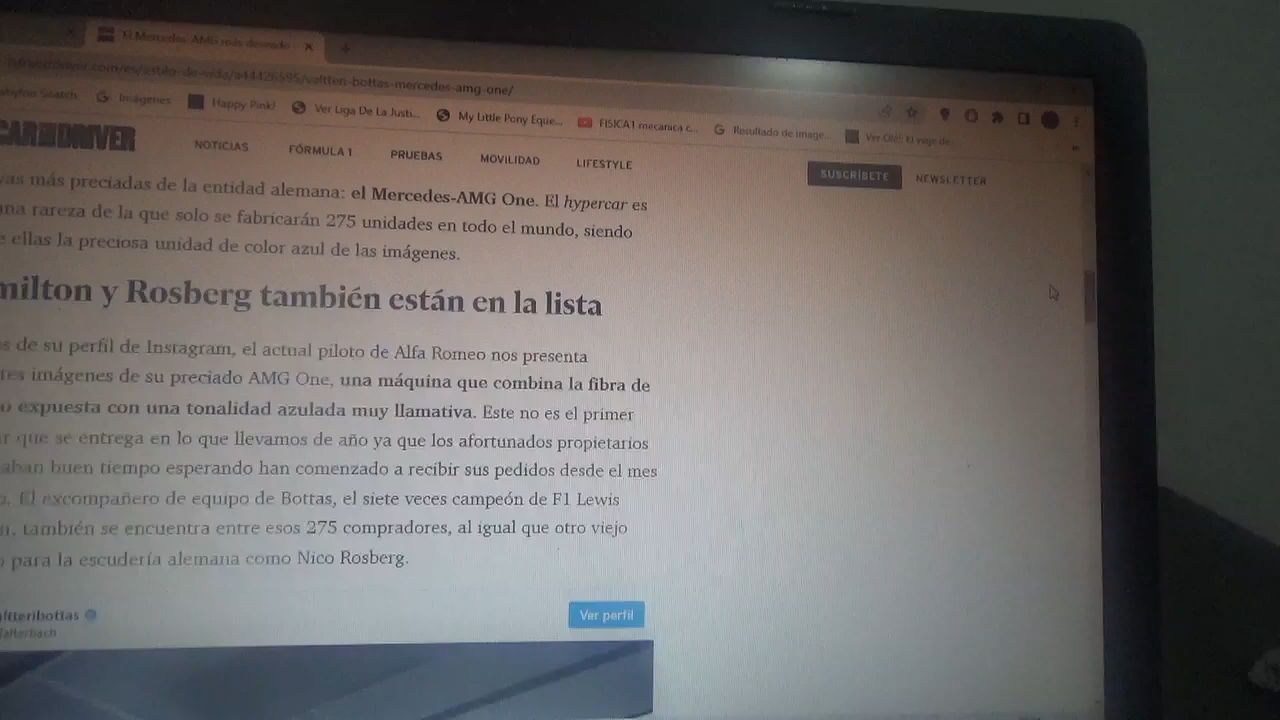 El Mercedes-AMG más deseado
/es/estilo-de-vida/a44426595/valtteri-bottas-mercedes-amg-one/
Search
Imágenes
Happy Pink!
Ver Liga De La Justi...
My Little Pony Eque...
FISICA1 mecanica c...
Resultado de image...
Ver Olé!: El viaje de
CAR DRIVER
NOTICIAS
FÓRMULA 1
PRUEBAS
MOVILIDAD
LIFESTYLE
SUSCRÍBETE
NEWSLETTER
yas más preciadas de la entidad alemana: el Mercedes-AMG One. El hypercar es
una rareza de la que solo se fabricarán 275 unidades en todo el mundo, siendo
e ellas la preciosa unidad de color azul de las imágenes.
milton y Rosberg también están en la lista
s de su perfil de Instagram, el actual piloto de Alfa Romeo nos presenta
res imágenes de su preciado AMG One, una máquina que combina la fibra de
o expuesta con una tonalidad azulada muy llamativa. Este no es el primer
r que se entrega en lo que llevamos de año ya que los afortunados propietarios
aban buen tiempo esperando han comenzado a recibir sus pedidos desde el mes
o. El excompañero de equipo de Bottas, el siete veces campeón de F1 Lewis
n, también se encuentra entre esos 275 compradores, al igual que otro viejo
o para la escudería alemana como Nico Rosberg.
altteribottas
Ver perfil